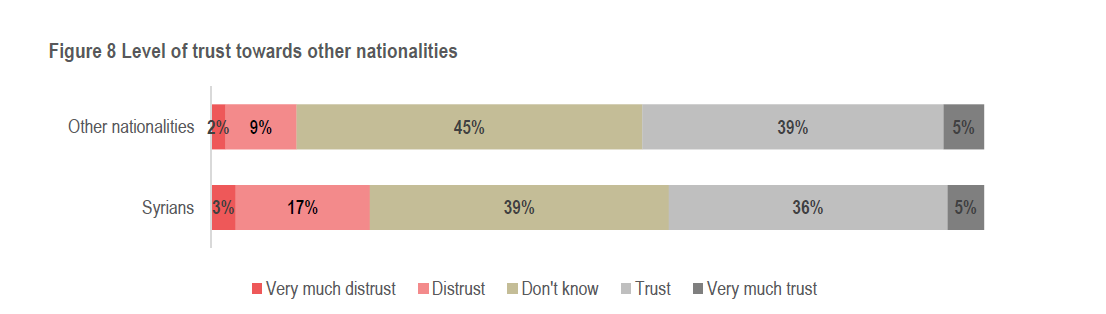 Figure 8 Level of trust towards other nationalities
Other nationalities 2% 9% 45% 39% 5%
Syrians 3% 17% 39% 36% 5%
Very much distrust Distrust Don't know Trust Very much trust